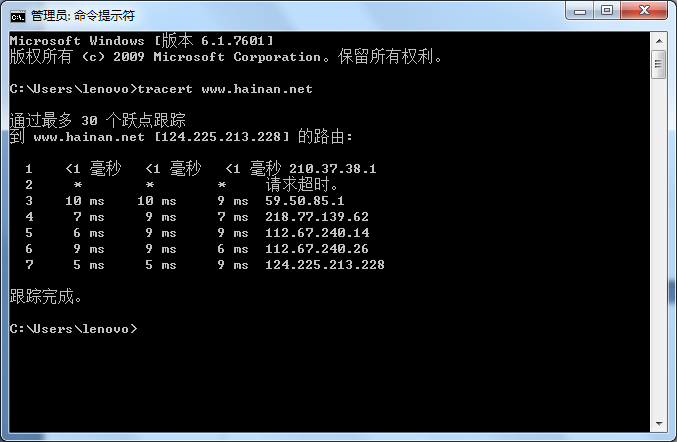 管理员: 命令提示符
Microsoft Windows [版本 6.1.7601]
版权所有 (c) 2009 Microsoft Corporation。保留所有权利。
C:\Users\lenovo>tracert www.hainan.net
通过最多 30 个跃点跟踪
到 www.hainan.net [124.225.213.228] 的路由:
1 <1 毫秒 <1 毫秒 <1 毫秒 210.37.38.1
2 * * * 请求超时。
3 10 ms 10 ms 9 ms 59.50.85.1
4 7 ms 9 ms 7 ms 218.77.139.62
5 6 ms 9 ms 9 ms 112.67.240.14
6 9 ms 9 ms 6 ms 112.67.240.26
7 5 ms 5 ms 9 ms 124.225.213.228
跟踪完成。
C:\Users\lenovo>